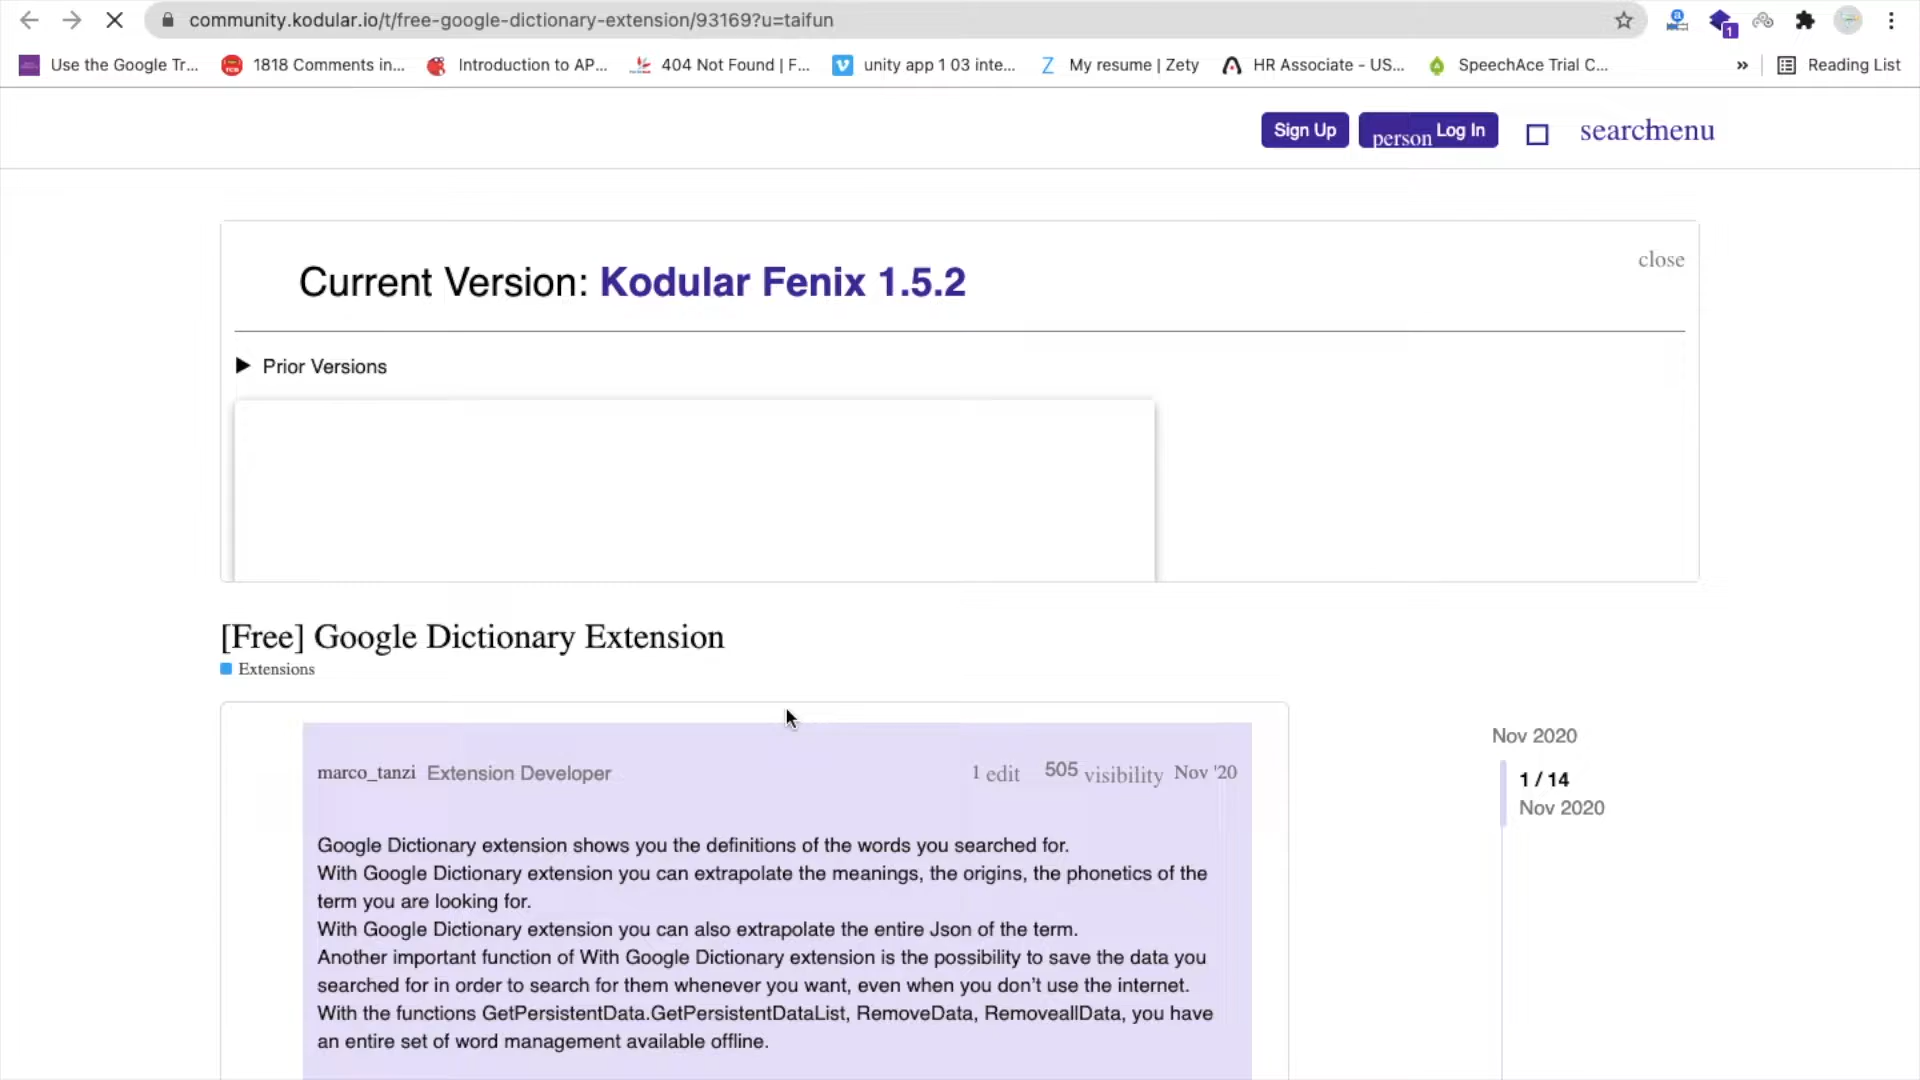 community.kodular.io/t/free-google-dictionary-extension/93169?u=taifun
1
Use the Google Tr...
1818 Comments in...
Introduction to AP...
404 Not Found | F...
unity app 1 03 inte...
My resume | Zety
HR Associate - US...
SpeechAce Trial C...
»
Reading List
Sign Up
person Log In
search
menu
Current Version: Kodular Fenix 1.5.2
close
Prior Versions
[Free] Google Dictionary Extension
Extensions
marco_tanzi Extension Developer
1 edit 505 visibility Nov '20
Google Dictionary extension shows you the definitions of the words you searched for.
With Google Dictionary extension you can extrapolate the meanings, the origins, the phonetics of the
term you are looking for.
With Google Dictionary extension you can also extrapolate the entire Json of the term.
Another important function of With Google Dictionary extension is the possibility to save the data you
searched for in order to search for them whenever you want, even when you don’t use the internet.
With the functions GetPersistentData.GetPersistentDataList, RemoveData, RemoveallData, you have
an entire set of word management available offline.
Nov 2020
1 / 14
Nov 2020